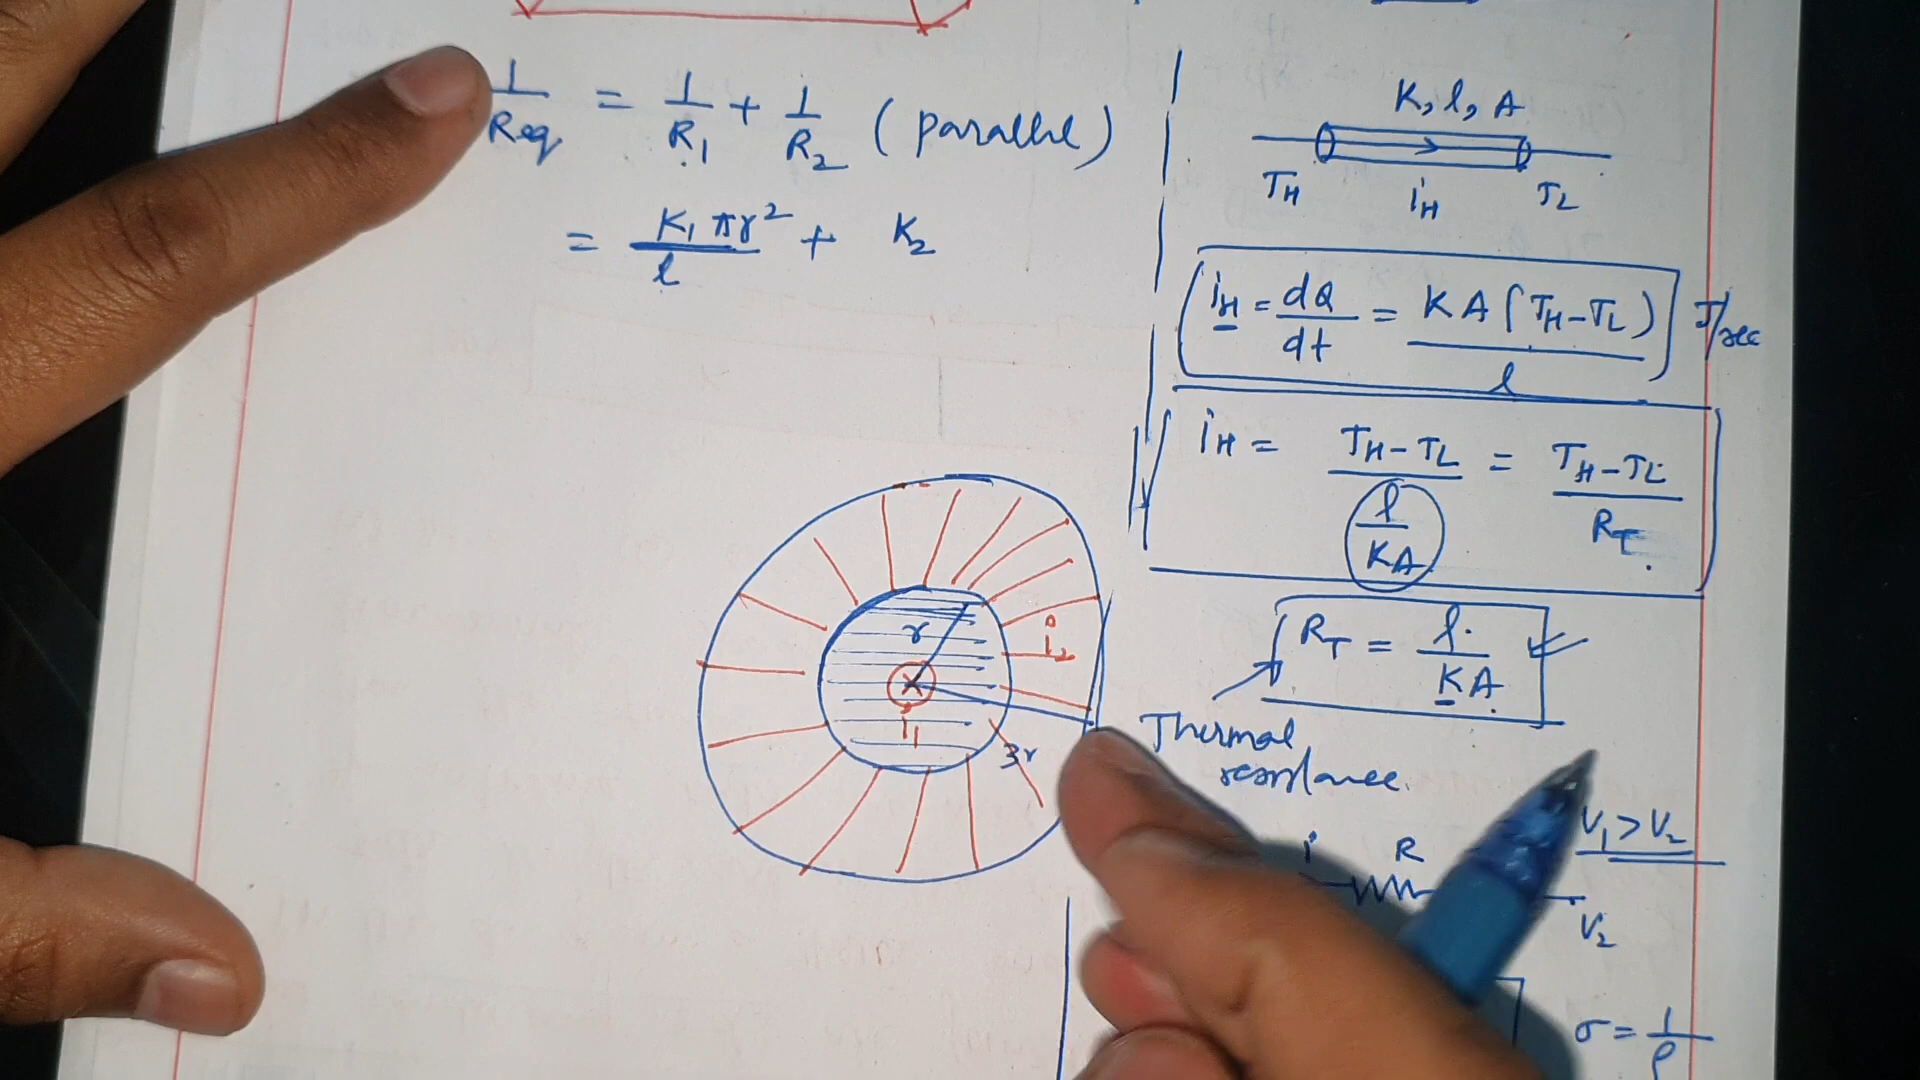 1/Req = 1/R1 + 1/R2 (parallel)
= K1 πr²/l + K2
r
i1
i2
3r
K, l, A
TH iH TL
iH = dQ/dt = KA(TH-TL)/l J/sec
iH = TH-TL/(l/KA) = TH-TL/RT
RT = l/KA
Thermal
resistance
i R V1 > V2
V2
σ = 1/ρ